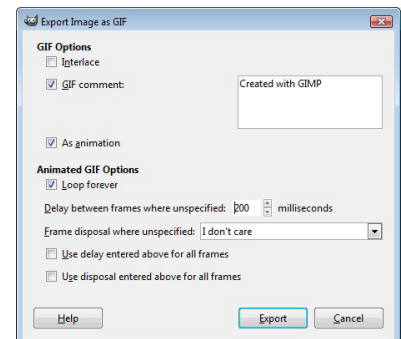 Export Image as GIF
GIF Options
Interlace
GIF comment:
Created with GIMP
As animation
Animated GIF Options
Loop forever
Delay between frames where unspecified: 200 milliseconds
Frame disposal where unspecified: I don't care
Use delay entered above for all frames
Use disposal entered above for all frames
Help Export Cancel